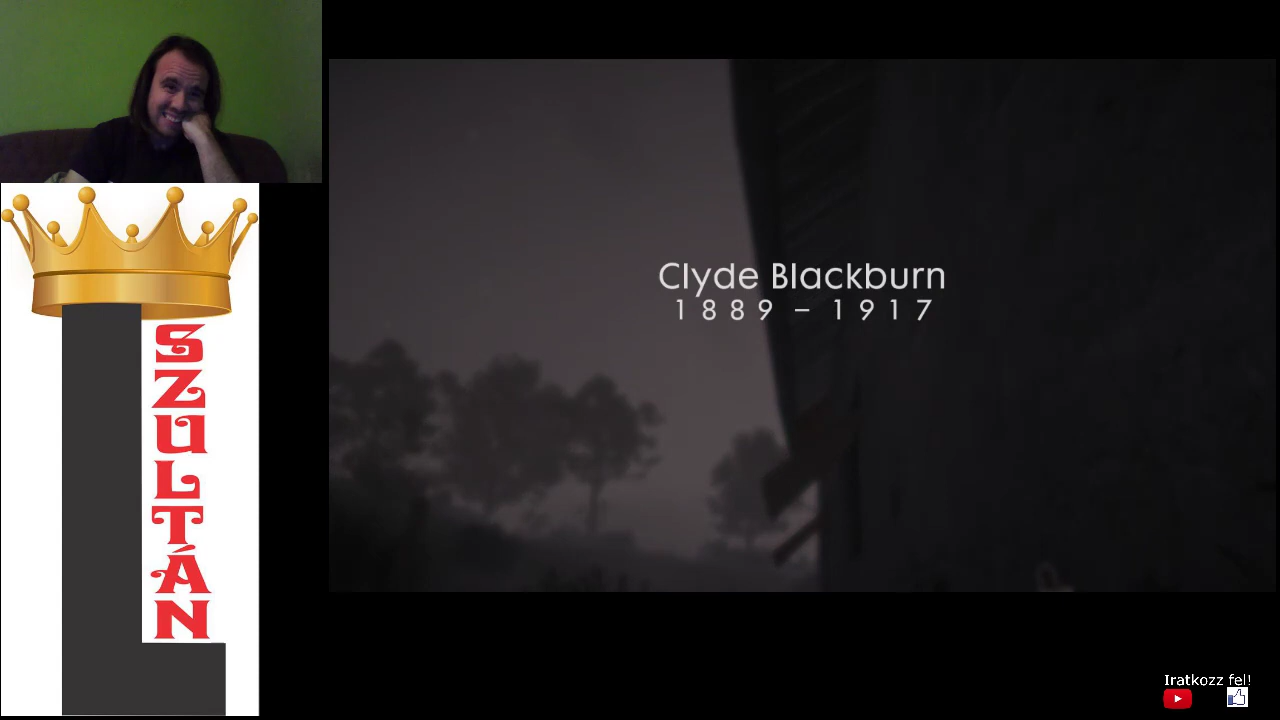 Clyde Blackburn
1889 – 1917
L
SZULTÁN
Iratkozz fel!